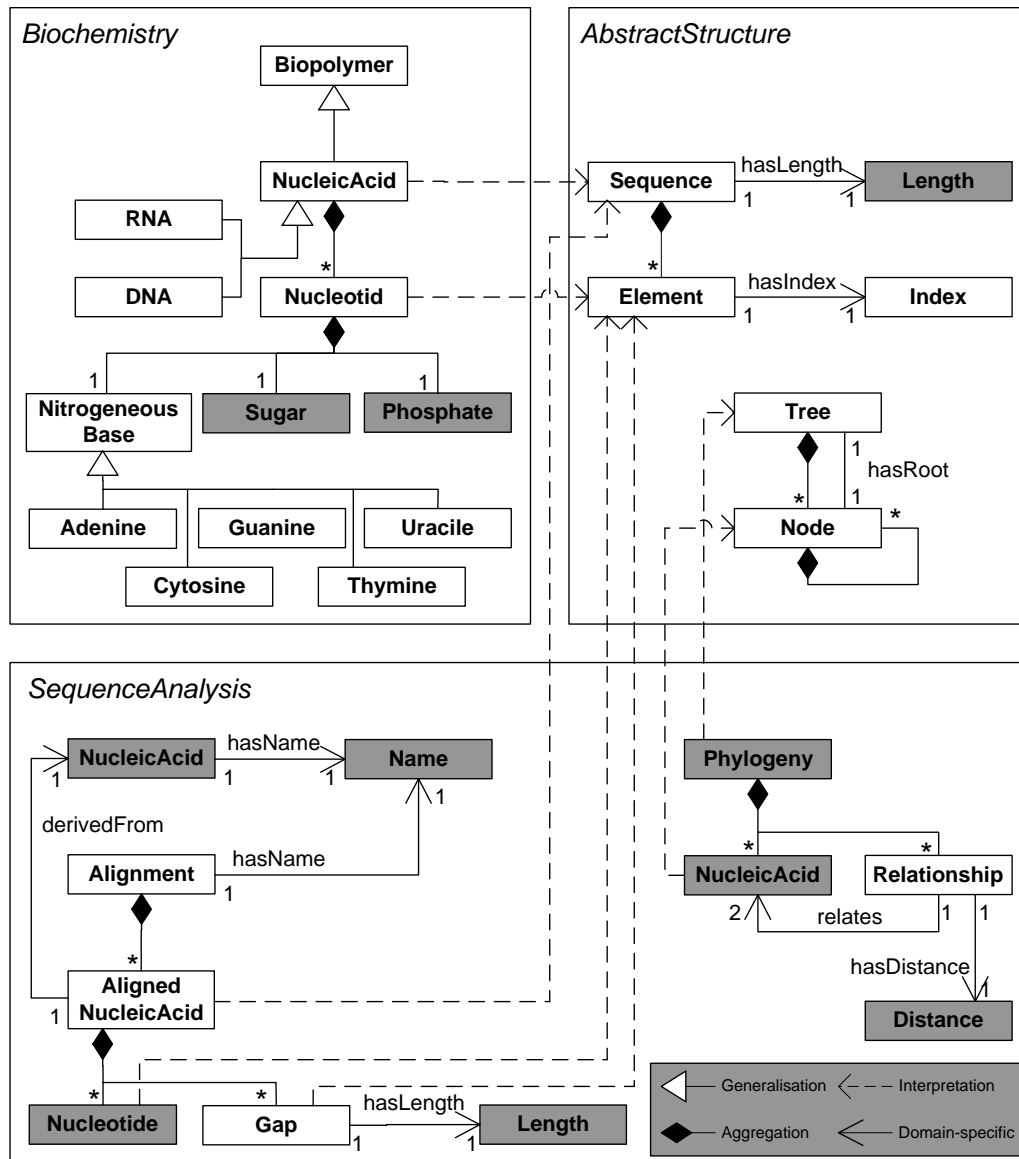 Biochemistry
Biopolymer
NucleicAcid
RNA
DNA
*
Nucleotid
1
1
1
Nitrogeneous
Base
Sugar
Phosphate
Adenine
Guanine
Uracile
Cytosine
Thymine
AbstractStructure
Sequence
hasLength
1
1
Length
*
Element
hasIndex
1
1
Index
Tree
1
hasRoot
*
1
*
Node
SequenceAnalysis
NucleicAcid
hasName
1
1
Name
1
1
derivedFrom
Alignment
hasName
1
*
Aligned
NucleicAcid
1
*
*
Nucleotide
Gap
hasLength
1
1
Length
Phylogeny
*
*
NucleicAcid
Relationship
2
relates
1
1
hasDistance
1
Distance
Generalisation
Interpretation
Aggregation
Domain-specific